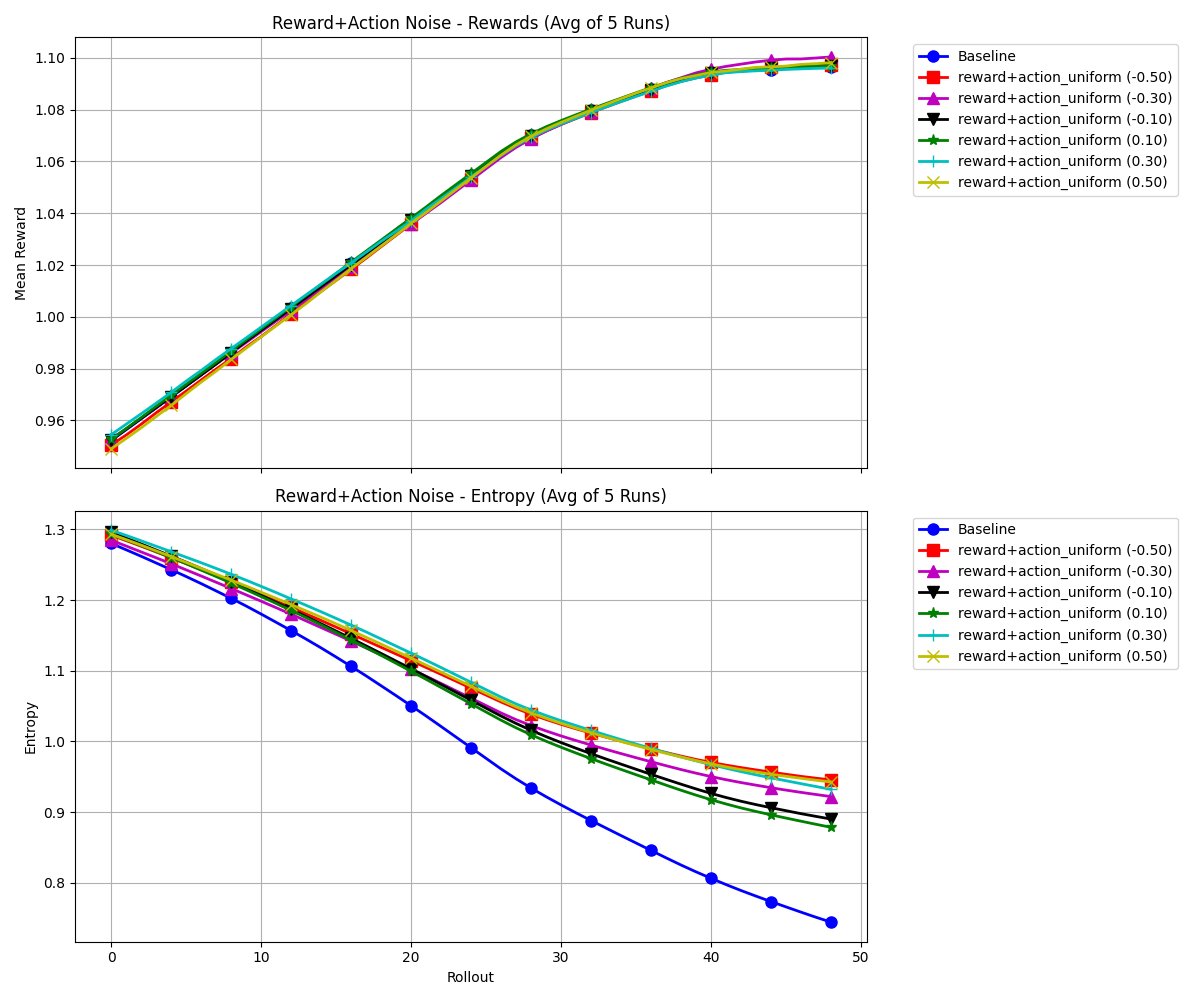 Reward+Action Noise - Rewards (Avg of 5 Runs)
Mean Reward
1.10
1.08
1.06
1.04
1.02
1.00
0.98
0.96
Baseline
reward+action_uniform (-0.50)
reward+action_uniform (-0.30)
reward+action_uniform (-0.10)
reward+action_uniform (0.10)
reward+action_uniform (0.30)
reward+action_uniform (0.50)
Reward+Action Noise - Entropy (Avg of 5 Runs)
Entropy
1.3
1.2
1.1
1.0
0.9
0.8
0 10 20 30 40 50
Rollout
Baseline
reward+action_uniform (-0.50)
reward+action_uniform (-0.30)
reward+action_uniform (-0.10)
reward+action_uniform (0.10)
reward+action_uniform (0.30)
reward+action_uniform (0.50)